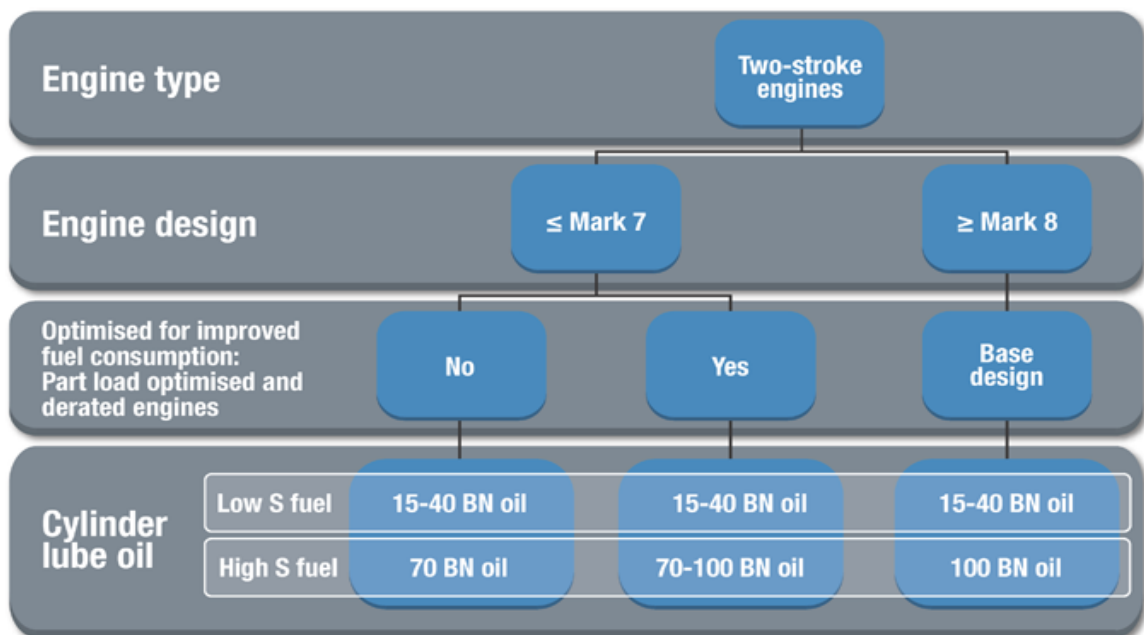 Engine type
Two-stroke
engines
Engine design
≤ Mark 7
≥ Mark 8
Optimised for improved
fuel consumption:
Part load optimised and
derated engines
No
Yes
Base
design
Cylinder
lube oil
Low S fuel
15-40 BN oil
15-40 BN oil
15-40 BN oil
High S fuel
70 BN oil
70-100 BN oil
100 BN oil